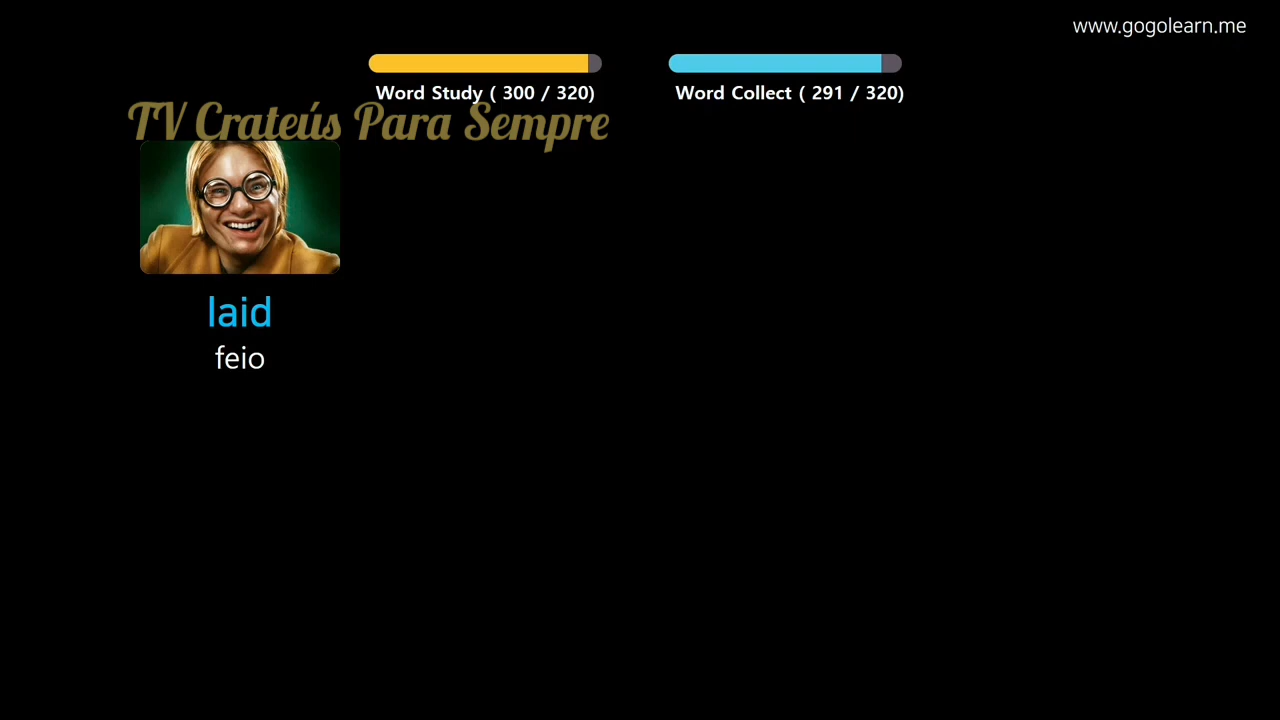 www.gogolearn.me
Word Study ( 300 / 320)
Word Collect ( 291 / 320)
TV Crateús Para Sempre
laid
feio